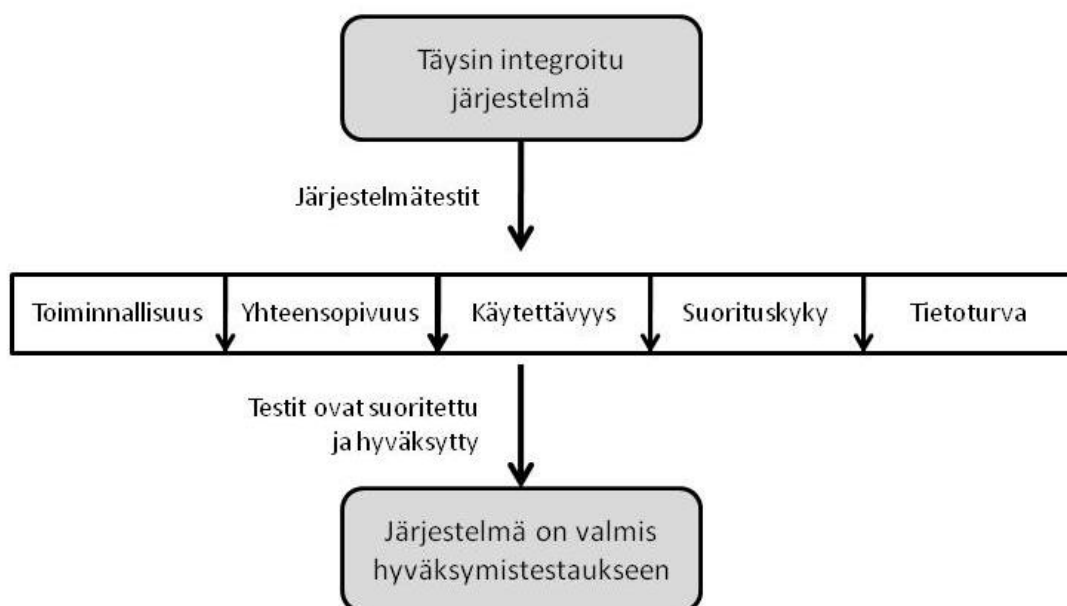 Täysin integroitu
järjestelmä
Järjestelmätestit
Toiminnallisuus Yhteensopivuus Käytettävyys Suorituskyky Tietoturva
Testit ovat suoritettu
ja hyväksytty
Järjestelmä on valmis
hyväksymistestaukseen